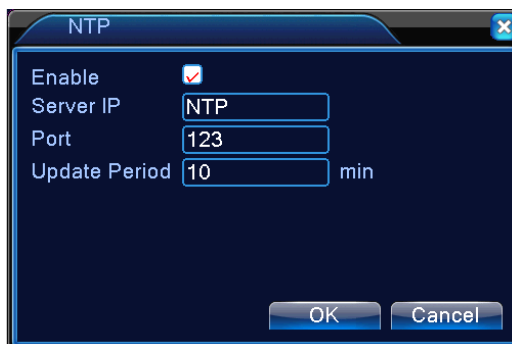 NTP
Enable
Server IP NTP
Port 123
Update Period 10 min
OK Cancel